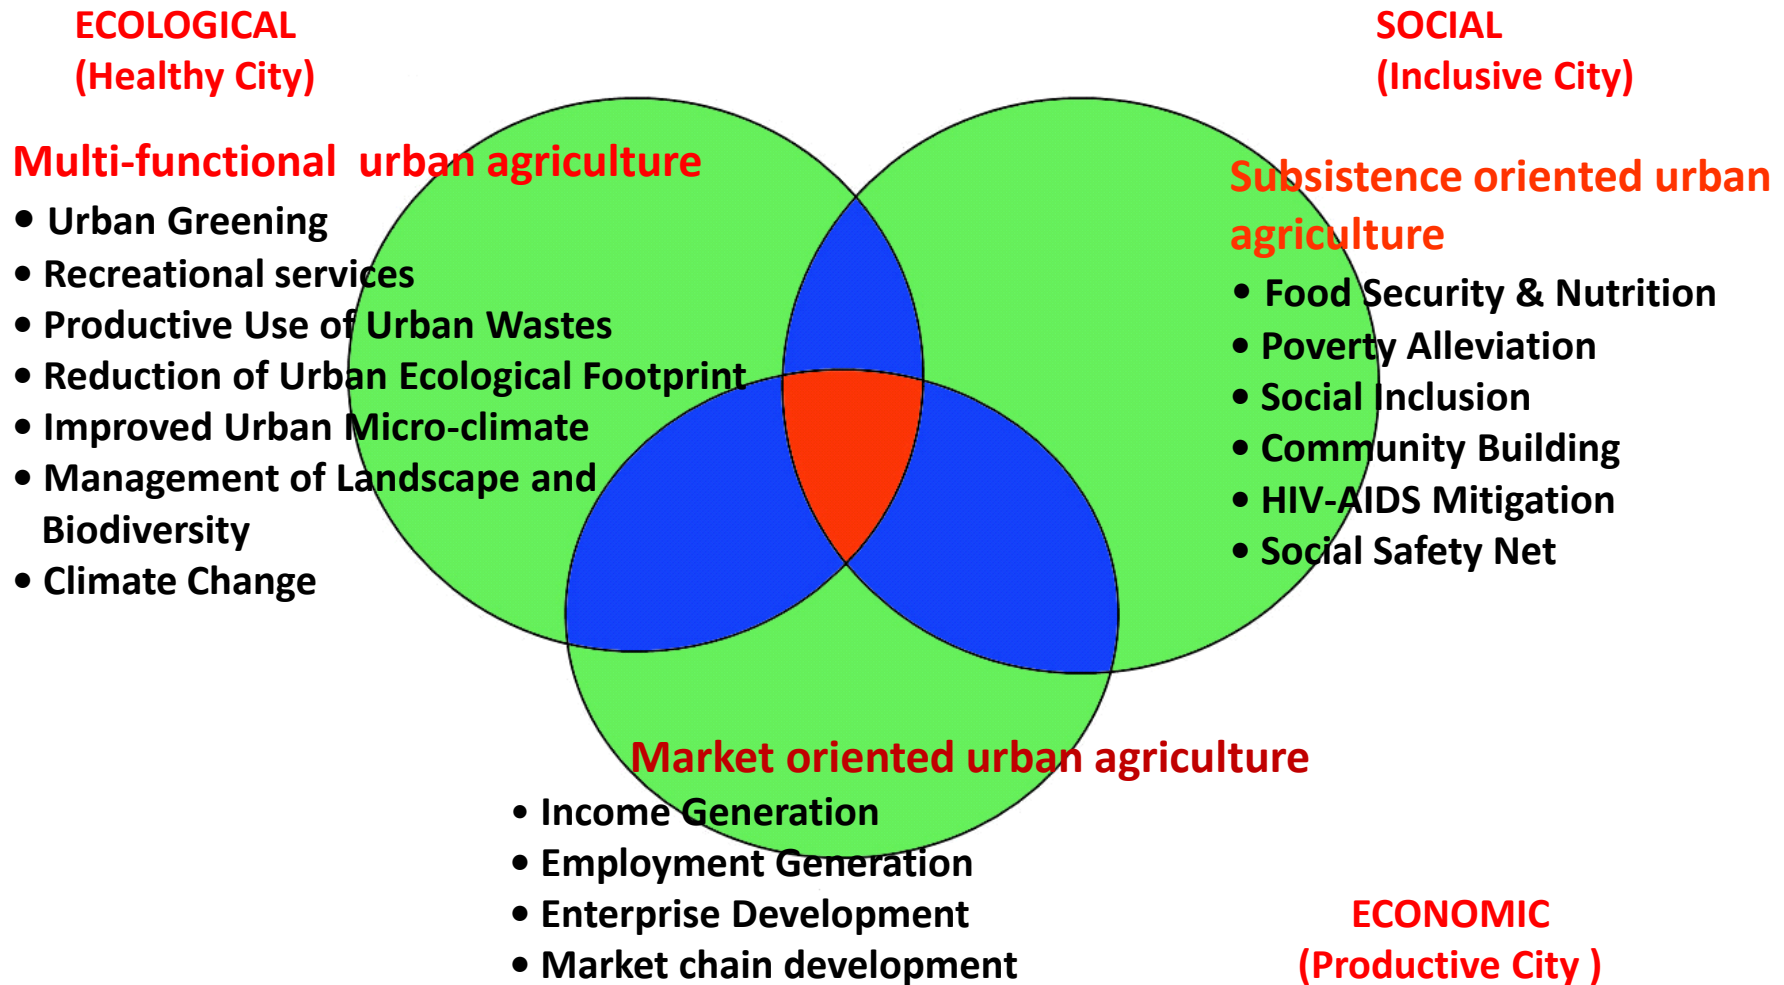 ECOLOGICAL
(Healthy City)
SOCIAL
(Inclusive City)
Multi-functional urban agriculture
• Urban Greening
• Recreational services
• Productive Use of Urban Wastes
• Reduction of Urban Ecological Footprint
• Improved Urban Micro-climate
• Management of Landscape and
Biodiversity
• Climate Change
Subsistence oriented urban
agriculture
• Food Security & Nutrition
• Poverty Alleviation
• Social Inclusion
• Community Building
• HIV-AIDS Mitigation
• Social Safety Net
Market oriented urban agriculture
• Income Generation
• Employment Generation
• Enterprise Development
• Market chain development
ECONOMIC
(Productive City )